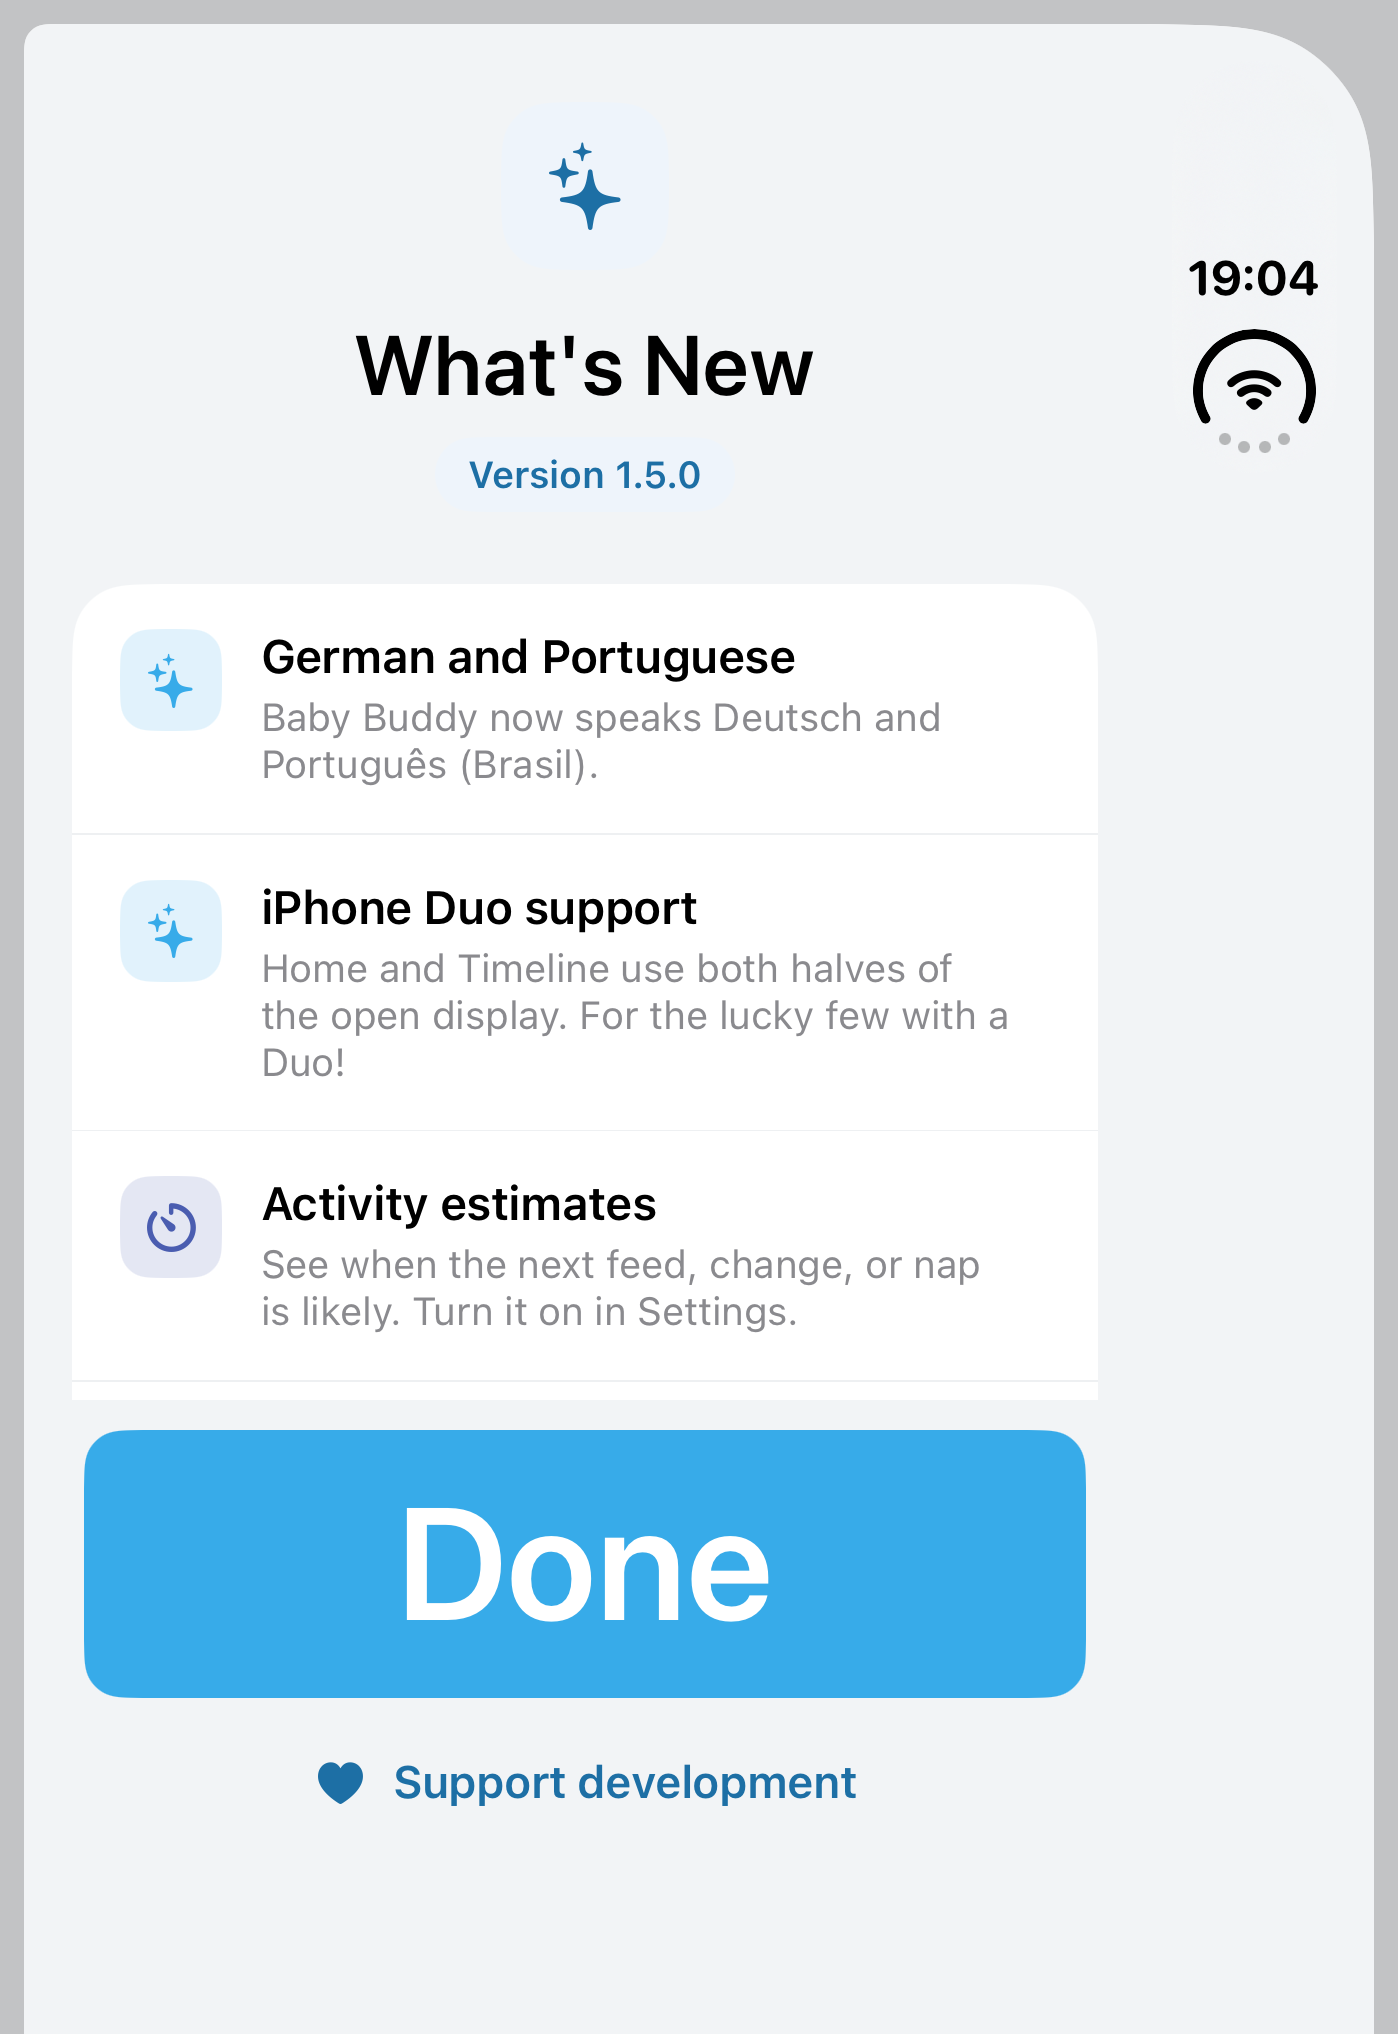 What's New
Version 1.5.0
19:04
German and Portuguese
Baby Buddy now speaks Deutsch and
Português (Brasil).
iPhone Duo support
Home and Timeline use both halves of
the open display. For the lucky few with a
Duo!
Activity estimates
See when the next feed, change, or nap
is likely. Turn it on in Settings.
Done
Support development